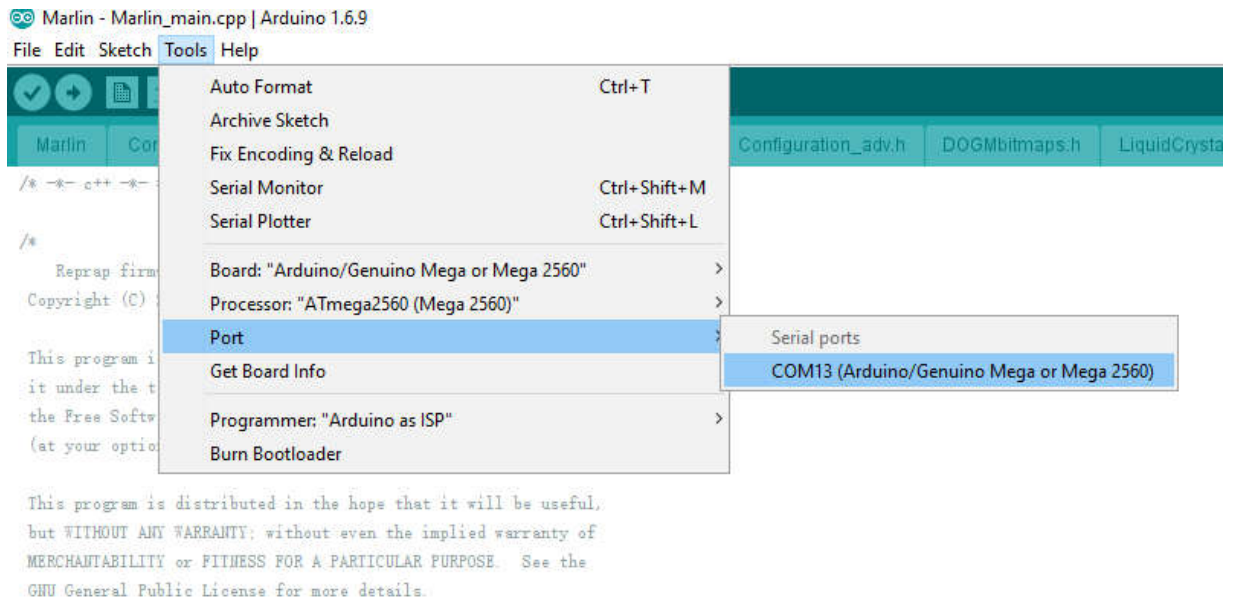 Marlin - Marlin_main.cpp | Arduino 1.6.9
File Edit Sketch Tools Help
Auto Format Ctrl+T
Archive Sketch
Fix Encoding & Reload
Serial Monitor Ctrl+Shift+M
Serial Plotter Ctrl+Shift+L
Board: "Arduino/Genuino Mega or Mega 2560"
Processor: "ATmega2560 (Mega 2560)"
Port
Get Board Info
Programmer: "Arduino as ISP"
Burn Bootloader
Serial ports
COM13 (Arduino/Genuino Mega or Mega 2560)
Marlin Cor Configuration_adv.h DOGMbitmaps.h LiquidCrysta
/* -*- c++ -*-
/*
Reprap firm
Copyright (C)
This program i
it under the t
the Free Softw
(at your optio
This program is distributed in the hope that it will be useful,
but WITHOUT ANY WARRANTY; without even the implied warranty of
MERCHANTABILITY or FITNESS FOR A PARTICULAR PURPOSE. See the
GNU General Public License for more details.